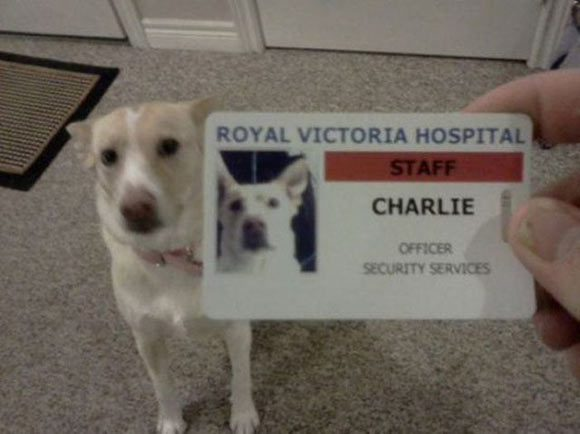 ROYAL VICTORIA HOSPITAL
STAFF
CHARLIE
OFFICER
SECURITY SERVICES